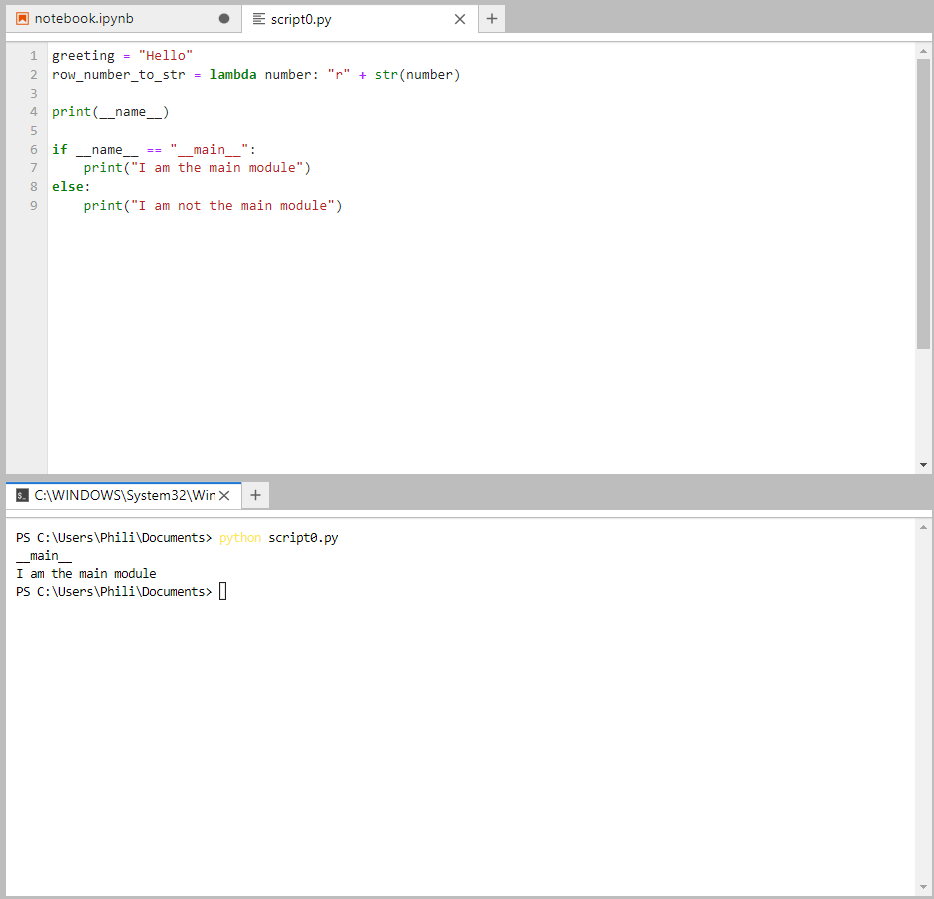 notebook.ipynb
script0.py
1 greeting = "Hello"
2 row_number_to_str = lambda number: "r" + str(number)
3
4 print(__name__)
5
6 if __name__ == "__main__":
7     print("I am the main module")
8 else:
9     print("I am not the main module")
C:\WINDOWS\System32\Win
PS C:\Users\Phili\Documents> python script0.py
__main__
I am the main module
PS C:\Users\Phili\Documents>